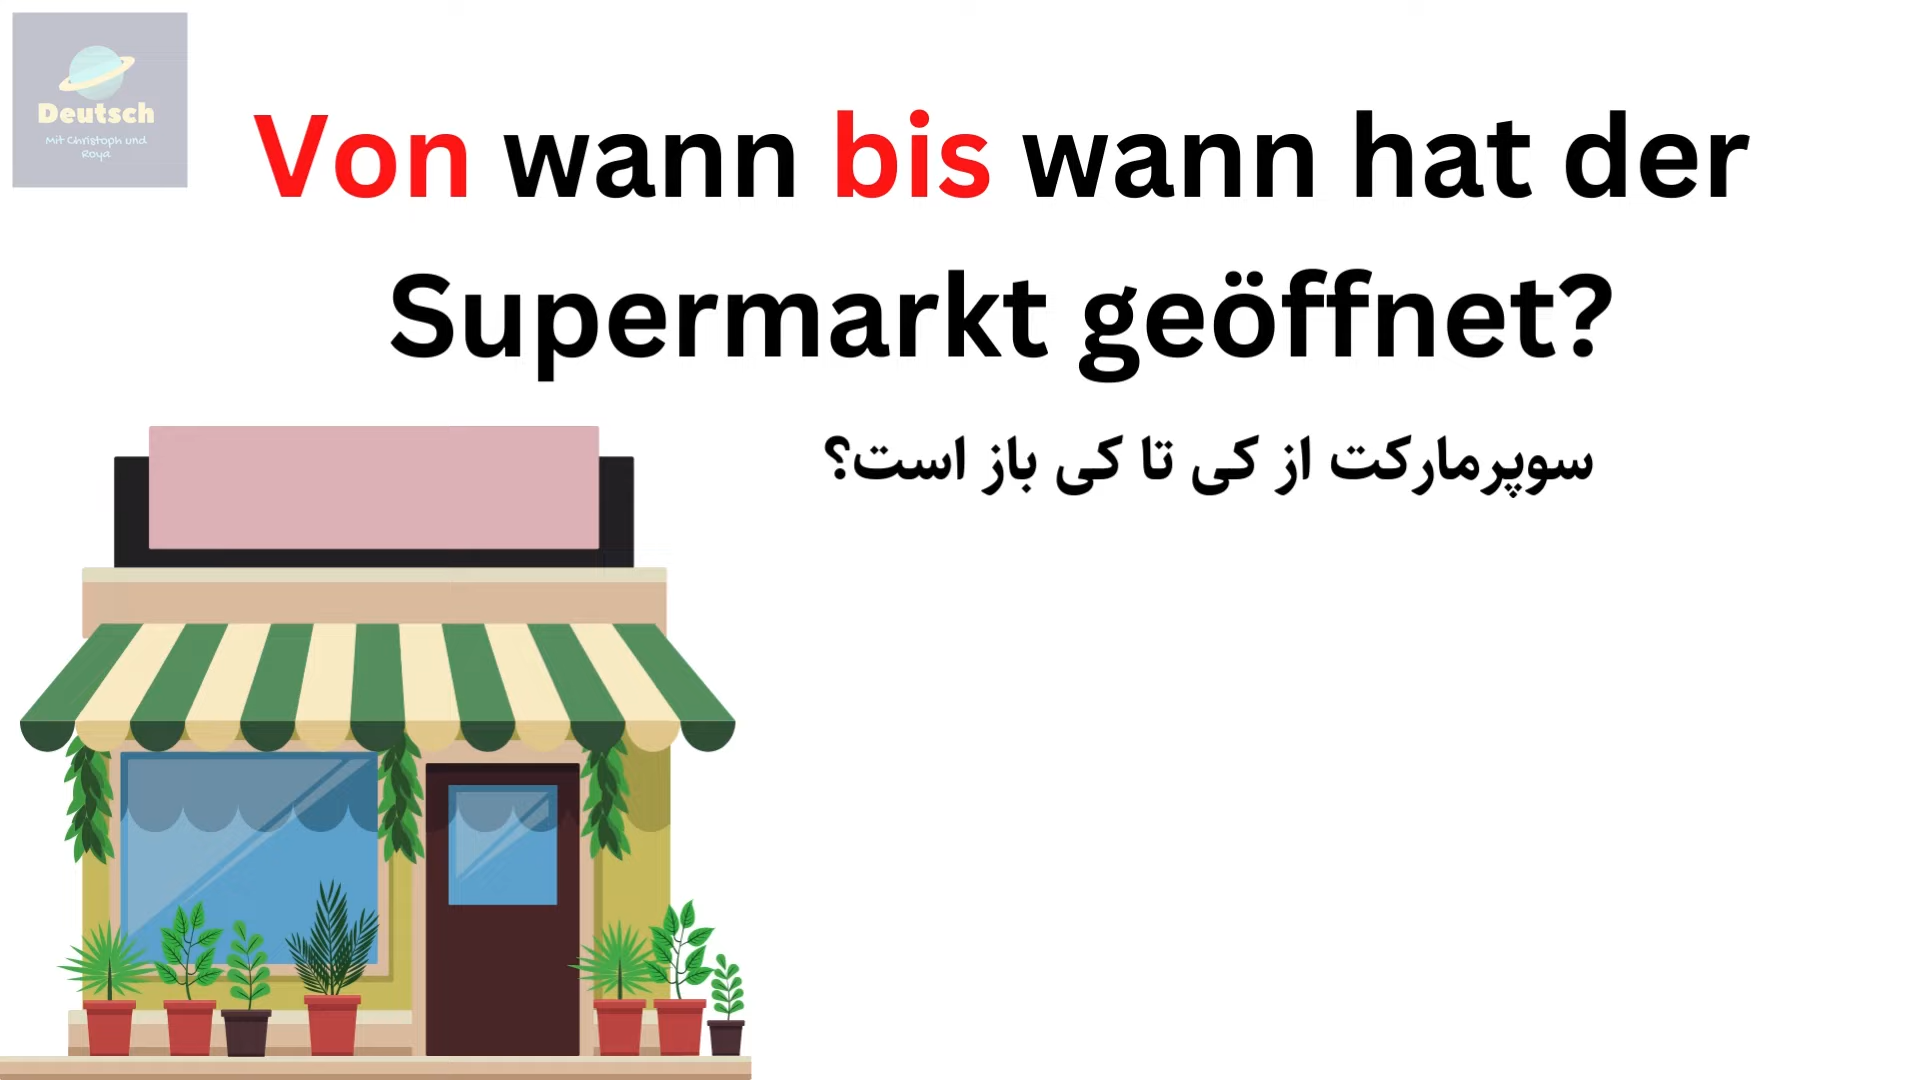 Deutsch
Mit Christoph und
Roya
Von wann bis wann hat der
Supermarkt geöffnet?
سوپرمارکت از کی تا کی باز است؟